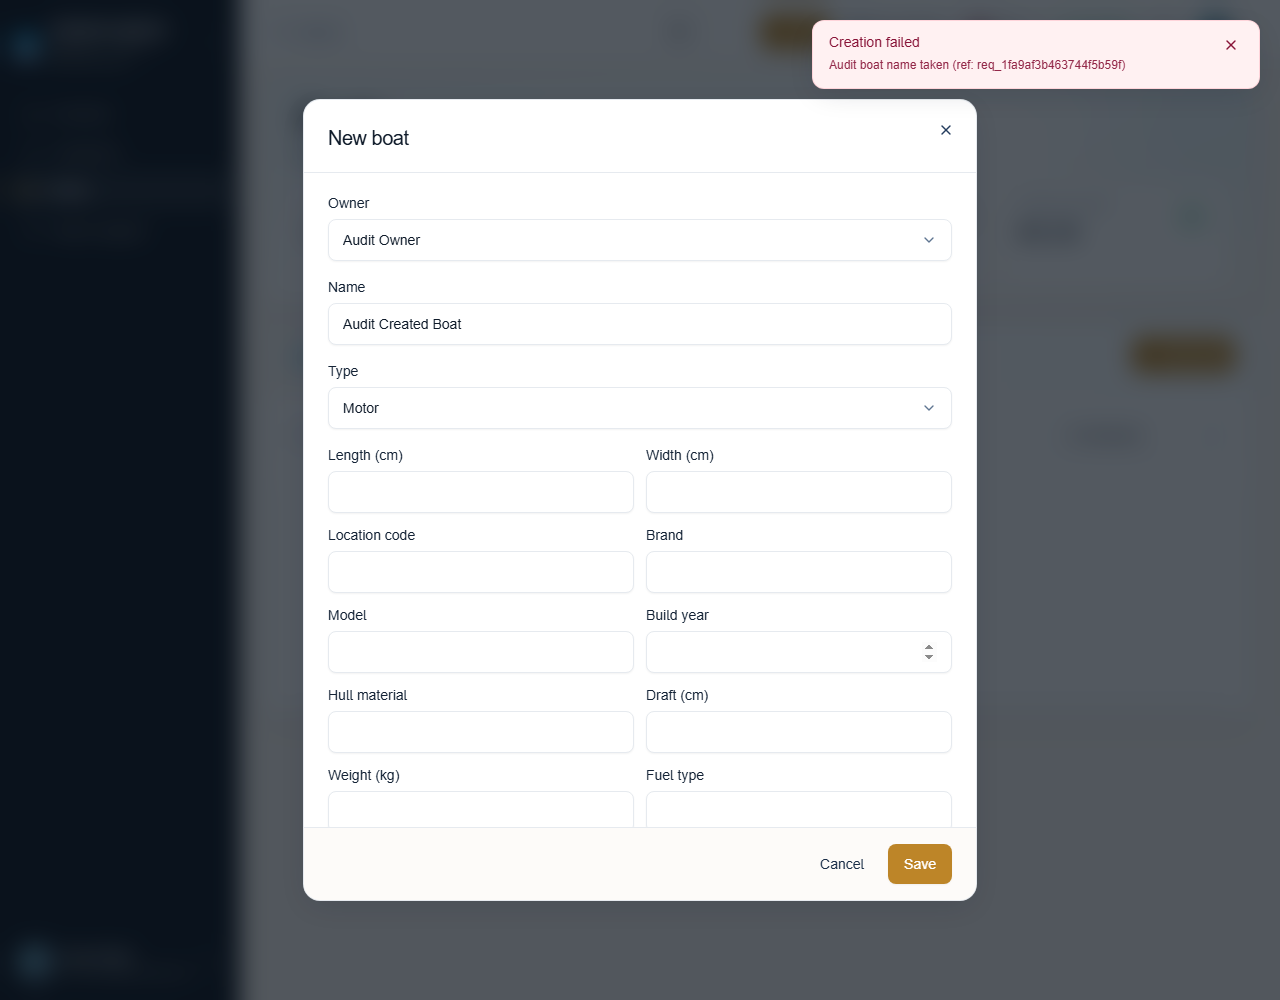 Creation failed
Audit boat name taken (ref: req_1fa9af3b463744f5b59f)
New boat
Owner
Audit Owner
Name
Audit Created Boat
Type
Motor
Length (cm)
Width (cm)
Location code
Brand
Model
Build year
Hull material
Draft (cm)
Weight (kg)
Fuel type
Cancel
Save